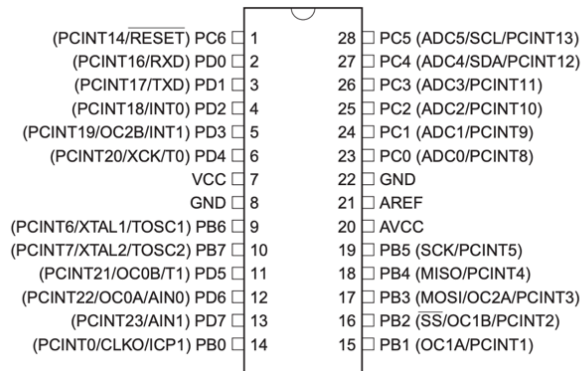 (PCINT14/RESET) PC6 1 28 PC5 (ADC5/SCL/PCINT13)
(PCINT16/RXD) PD0 2 27 PC4 (ADC4/SDA/PCINT12)
(PCINT17/TXD) PD1 3 26 PC3 (ADC3/PCINT11)
(PCINT18/INT0) PD2 4 25 PC2 (ADC2/PCINT10)
(PCINT19/OC2B/INT1) PD3 5 24 PC1 (ADC1/PCINT9)
(PCINT20/XCK/T0) PD4 6 23 PC0 (ADC0/PCINT8)
VCC 7 22 GND
GND 8 21 AREF
(PCINT6/XTAL1/TOSC1) PB6 9 20 AVCC
(PCINT7/XTAL2/TOSC2) PB7 10 19 PB5 (SCK/PCINT5)
(PCINT21/OC0B/T1) PD5 11 18 PB4 (MISO/PCINT4)
(PCINT22/OC0A/AIN0) PD6 12 17 PB3 (MOSI/OC2A/PCINT3)
(PCINT23/AIN1) PD7 13 16 PB2 (SS/OC1B/PCINT2)
(PCINT0/CLKO/ICP1) PB0 14 15 PB1 (OC1A/PCINT1)